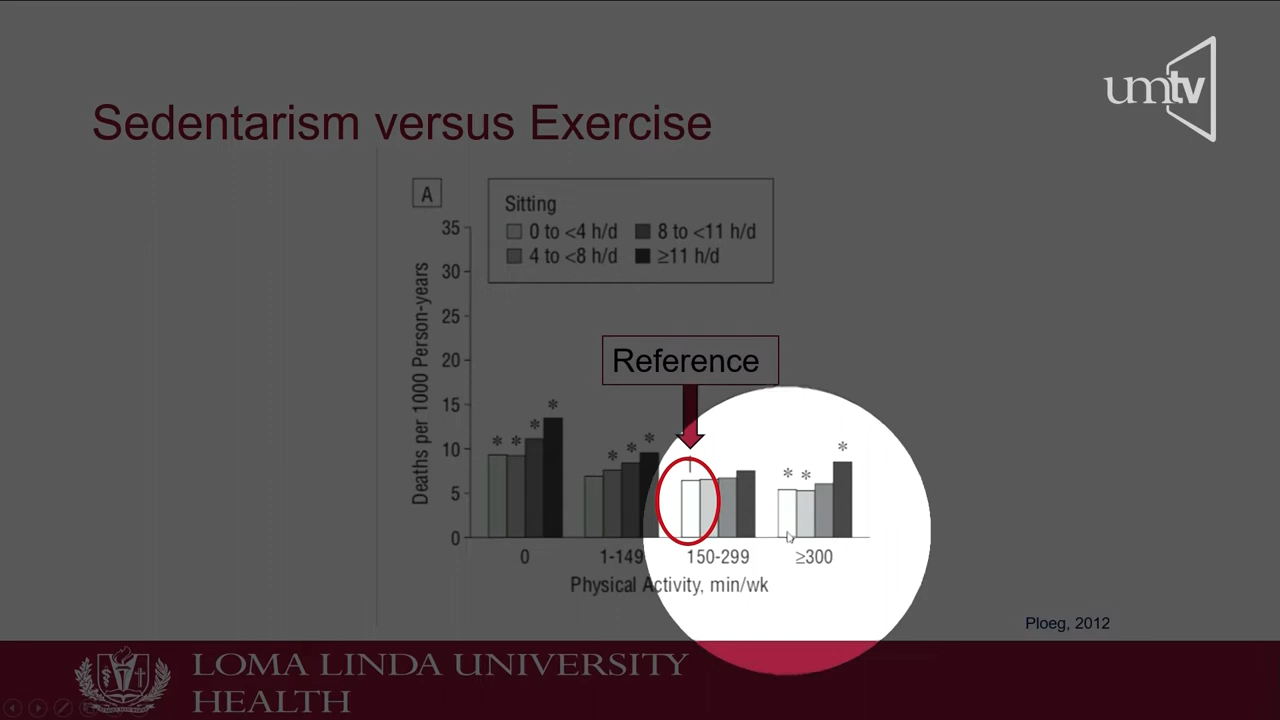 umtv
Sedentarism versus Exercise
A
Sitting
0 to <4 h/d 8 to <11 h/d
4 to <8 h/d ≥11 h/d
35
30
25
20
15
10
5
0
Deaths per 1000 Person-years
Reference
* * * *
* * *
* * *
0 1-149 150-299 ≥300
Physical Activity, min/wk
Ploeg, 2012
LOMA LINDA UNIVERSITY
HEALTH